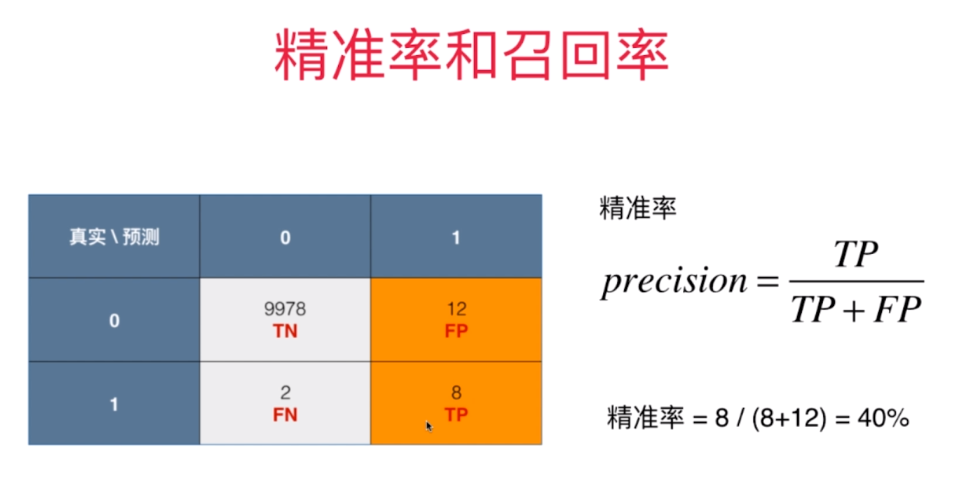 精准率和召回率
真实 \ 预测 0 1
0 9978 TN 12 FP
1 2 FN 8 TP
精准率
precision = TP / (TP + FP)
精准率 = 8 / (8+12) = 40%